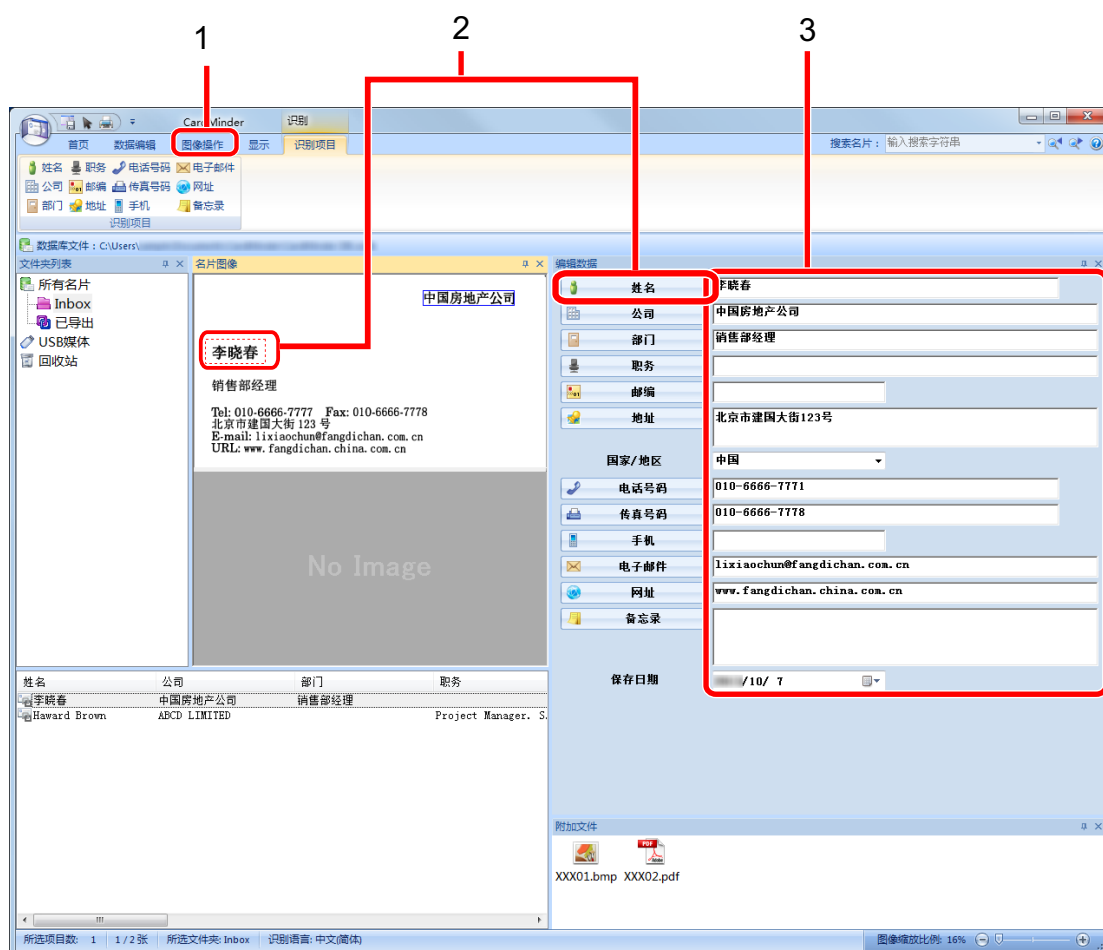 1
2
3
CardMinder
识别
首页 数据编辑 图像操作 显示 识别项目
搜索名片： 输入搜索字符串
姓名 职务 电话号码 电子邮件
公司 邮编 传真号码 网址
部门 地址 手机 备忘录
识别项目
数据库文件：C:\Users\
文件夹列表
所有名片
Inbox
已导出
USB媒体
回收站
名片图像
中国房地产公司
李晓春
销售部经理
Tel: 010-6666-7777 Fax: 010-6666-7778
北京市建国大街 123 号
E-mail: lixiaochun@fangdichan.com.cn
URL: www. fangdichan.china.com.cn
No Image
编辑数据
姓名 李晓春
公司 中国房地产公司
部门 销售部经理
职务
邮编
地址 北京市建国大街123号
国家/地区 中国
电话号码 010-6666-7771
传真号码 010-6666-7778
手机
电子邮件 lixiaochun@fangdichan.com.cn
网址 www.fangdichan.china.com.cn
备忘录
保存日期 /10/ 7
姓名 公司 部门 职务
李晓春 中国房地产公司 销售部经理
Haward Brown ABCD LIMITED Project Manager. S.
附加文件
XXX01.bmp XXX02.pdf
所选项目数: 1 1/2张 所选文件夹: Inbox 识别语言: 中文(简体)
图像缩放比例: 16%